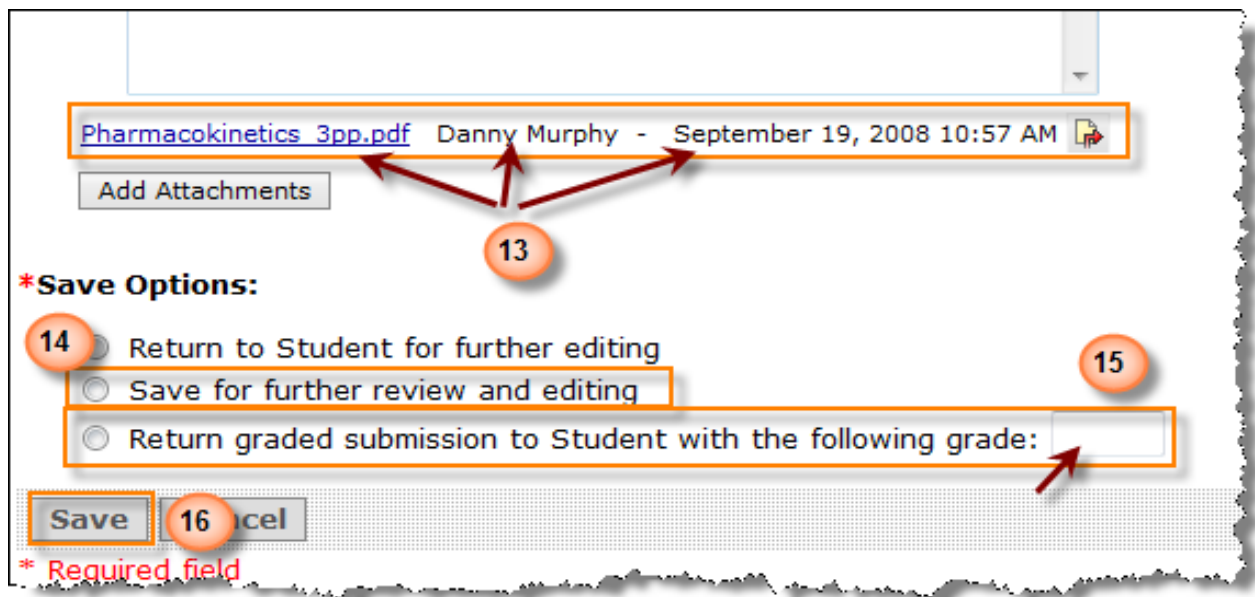 Pharmacokinetics_3pp.pdf Danny Murphy - September 19, 2008 10:57 AM
Add Attachments
13
*Save Options:
14 Return to Student for further editing
15
Save for further review and editing
Return graded submission to Student with the following grade:
Save 16 ncel
* Required field